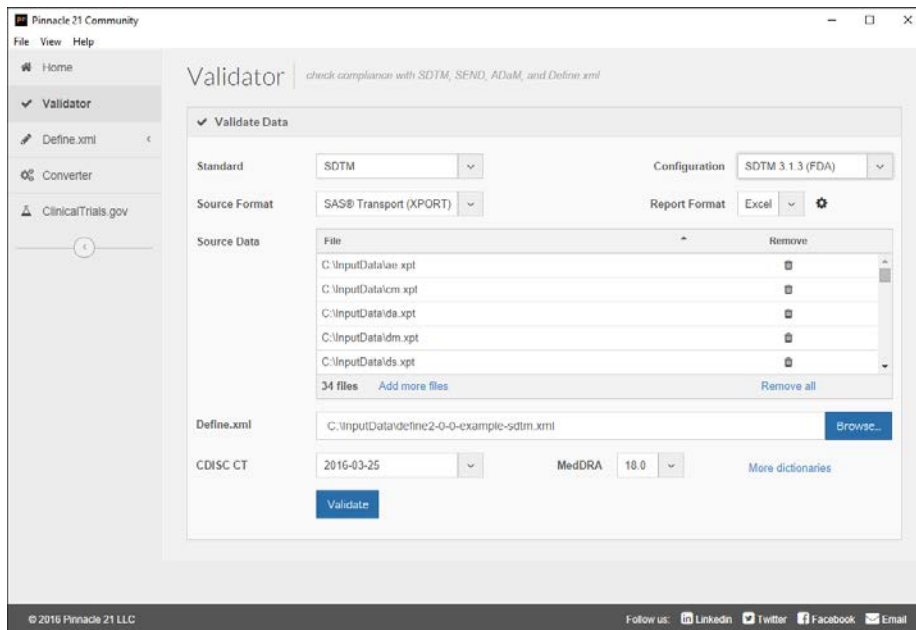 Pinnacle 21 Community
File View Help
Home
Validator
Define.xml
Converter
ClinicalTrials.gov
Validator check compliance with SDTM, SEND, ADaM, and Define.xml
Validate Data
Standard SDTM Configuration SDTM 3.1.3 (FDA)
Source Format SAS® Transport (XPORT) Report Format Excel
Source Data File Remove
C:\InputData\ae.xpt
C:\InputData\cm.xpt
C:\InputData\da.xpt
C:\InputData\dm.xpt
C:\InputData\ds.xpt
34 files Add more files Remove all
Define.xml C:\InputData\define2-0-0-example-sdtm.xml Browse...
CDISC CT 2016-03-25 MedDRA 18.0 More dictionaries
Validate
© 2016 Pinnacle 21 LLC Follow us: LinkedIn Twitter Facebook Email